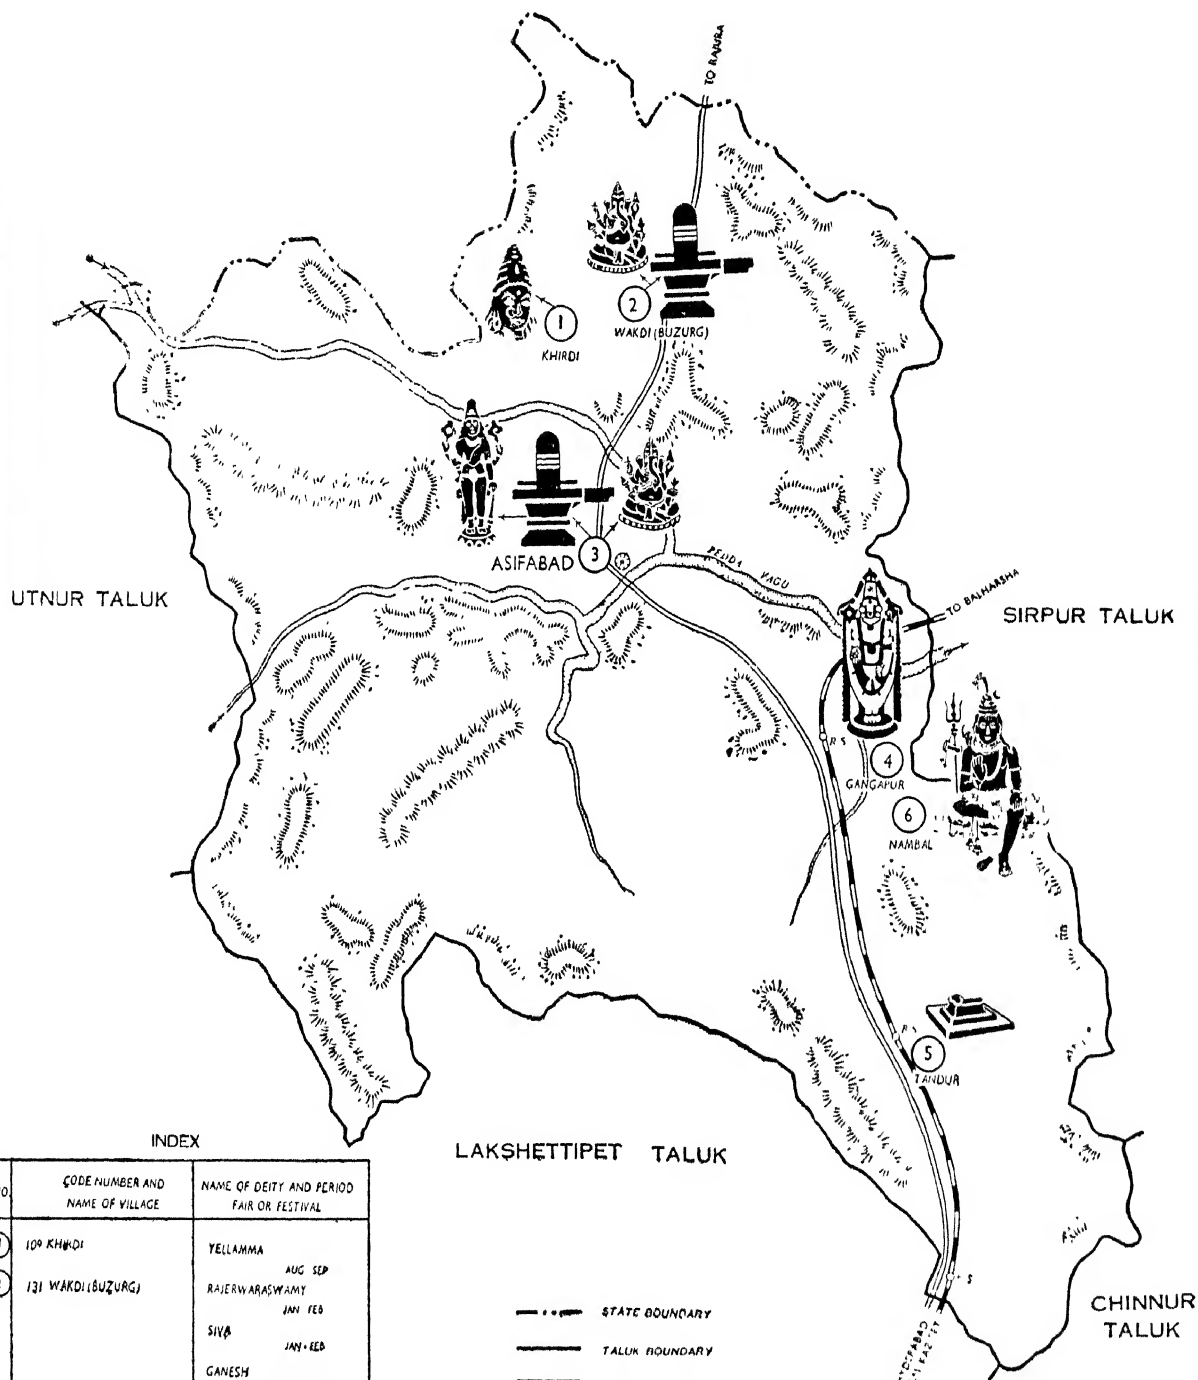 TO RAJURA
1
KHIRDI
2
WAKDI (BUZURG)
3
ASIFABAD
PEDDA VAGU
UTNUR TALUK
TO BALHARSHA
SIRPUR TALUK
R S
4
GANGAPUR
6
NAMBAL
5
TANDUR
LAKSHETTIPET TALUK
CHINNUR
TALUK
INDEX
CODE NUMBER AND
NAME OF VILLAGE
NAME OF DEITY AND PERIOD
FAIR OR FESTIVAL
109 KHIRDI
YELLAMMA
AUG SEP
131 WAKDI (BUZURG)
RAJERWARASWAMY
JAN FEB
SIVA
JAN-FEB
GANESH
STATE BOUNDARY
TALUK BOUNDARY